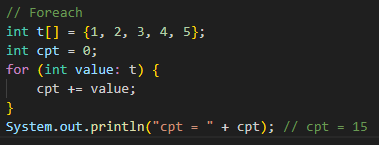 // Foreach
int t[] = {1, 2, 3, 4, 5};
int cpt = 0;
for (int value: t) {
    cpt += value;
}
System.out.println("cpt = " + cpt); // cpt = 15